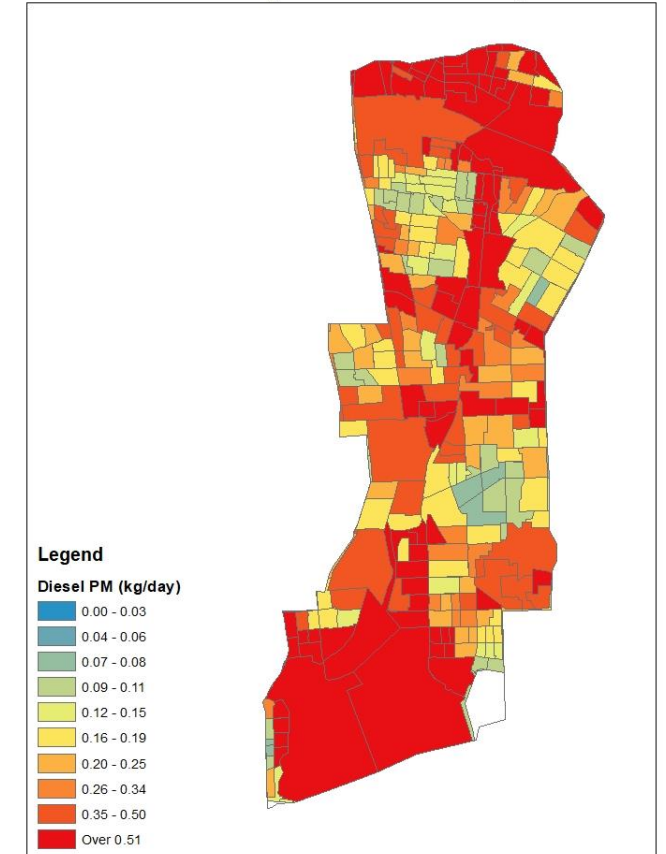 Legend
Diesel PM (kg/day)
0.00 - 0.03
0.04 - 0.06
0.07 - 0.08
0.09 - 0.11
0.12 - 0.15
0.16 - 0.19
0.20 - 0.25
0.26 - 0.34
0.35 - 0.50
Over 0.51